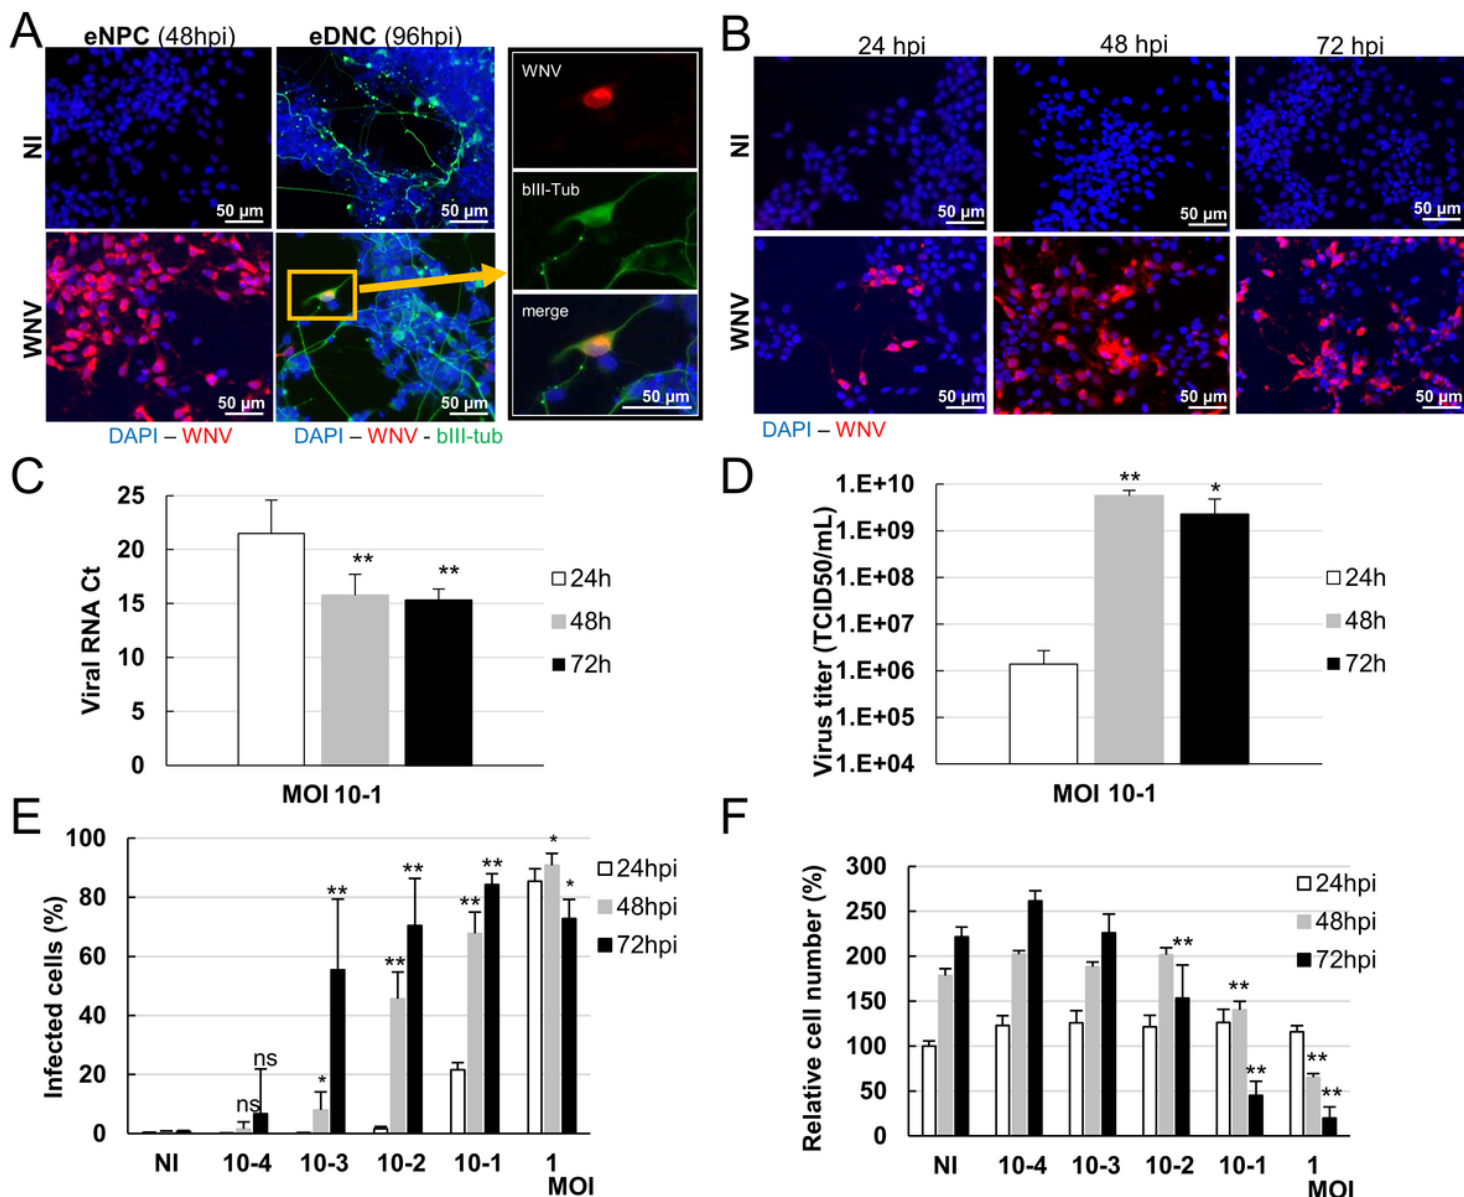 A
eNPC (48hpi)
eDNC (96hpi)
NI
WNV
50 µm
50 µm
50 µm
50 µm
WNV
bIII-Tub
merge
50 µm
DAPI – WNV
DAPI – WNV - bIII-tub
B
24 hpi
48 hpi
72 hpi
NI
WNV
50 µm
50 µm
50 µm
50 µm
50 µm
50 µm
DAPI – WNV
C
Viral RNA Ct
25
20
15
10
5
0
**
**
MOI 10-1
24h
48h
72h
D
Virus titer (TCID50/mL)
1.E+10
1.E+09
1.E+08
1.E+07
1.E+06
1.E+05
1.E+04
**
*
MOI 10-1
24h
48h
72h
E
Infected cells (%)
100
80
60
40
20
0
ns
ns
*
**
**
**
**
**
*
*
NI 10-4 10-3 10-2 10-1 1
MOI
24hpi
48hpi
72hpi
F
Relative cell number (%)
300
250
200
150
100
50
0
**
**
**
**
**
NI 10-4 10-3 10-2 10-1 1
MOI
24hpi
48hpi
72hpi